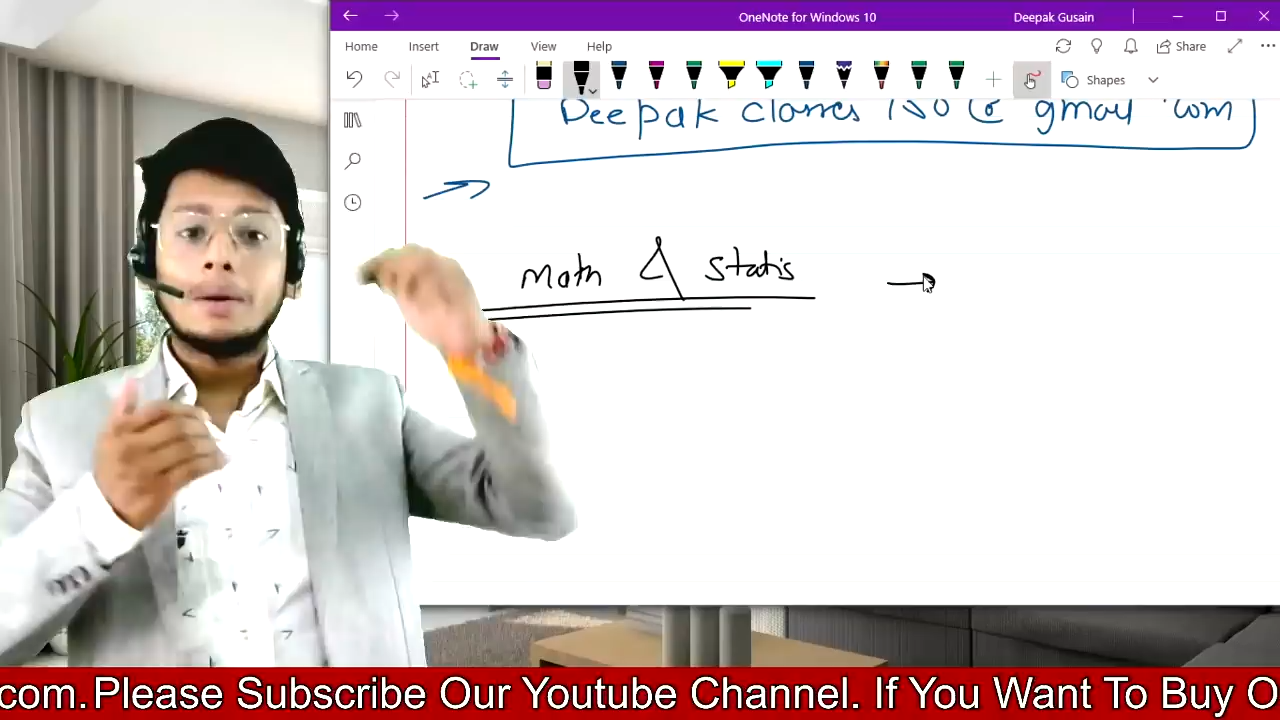 OneNote for Windows 10 Deepak Gusain
Home Insert Draw View Help Share
Shapes
Deepak classes 150 @ gmail .com
math & statis
com. Please Subscribe Our Youtube Channel. If You Want To Buy O